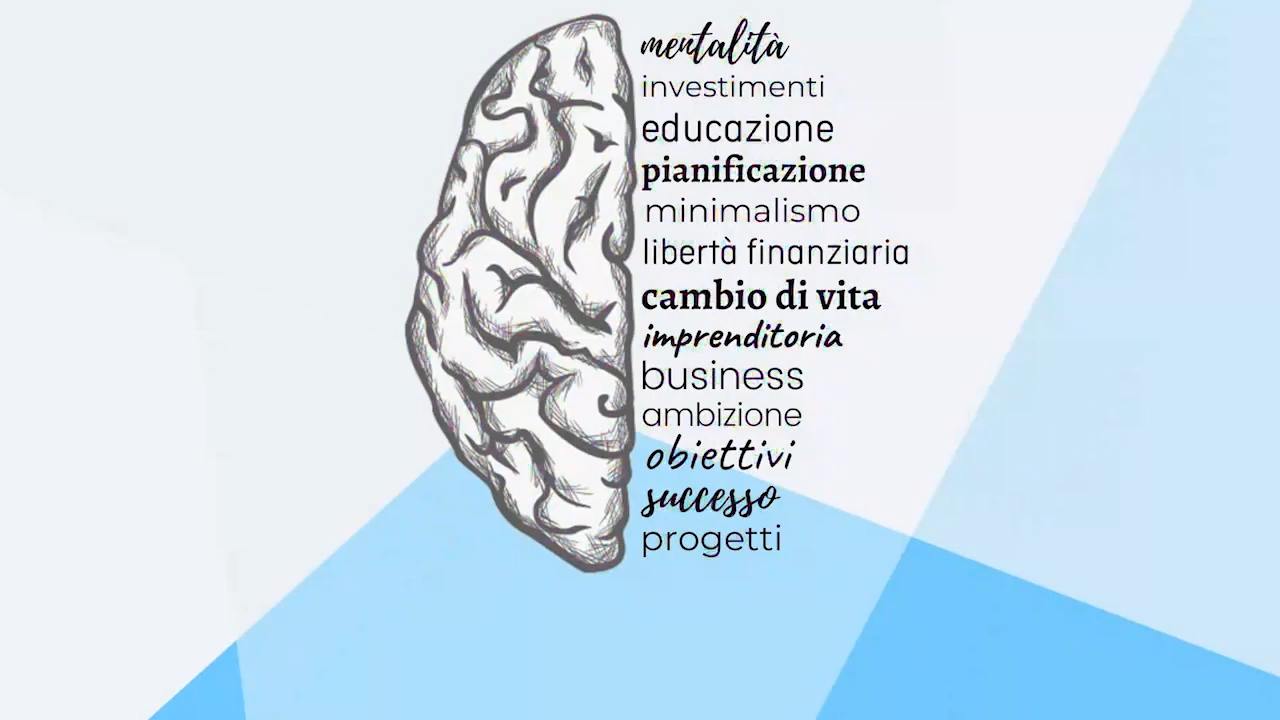 mentalità
investimenti
educazione
pianificazione
minimalismo
libertà finanziaria
cambio di vita
imprenditoria
business
ambizione
obiettivi
successo
progetti